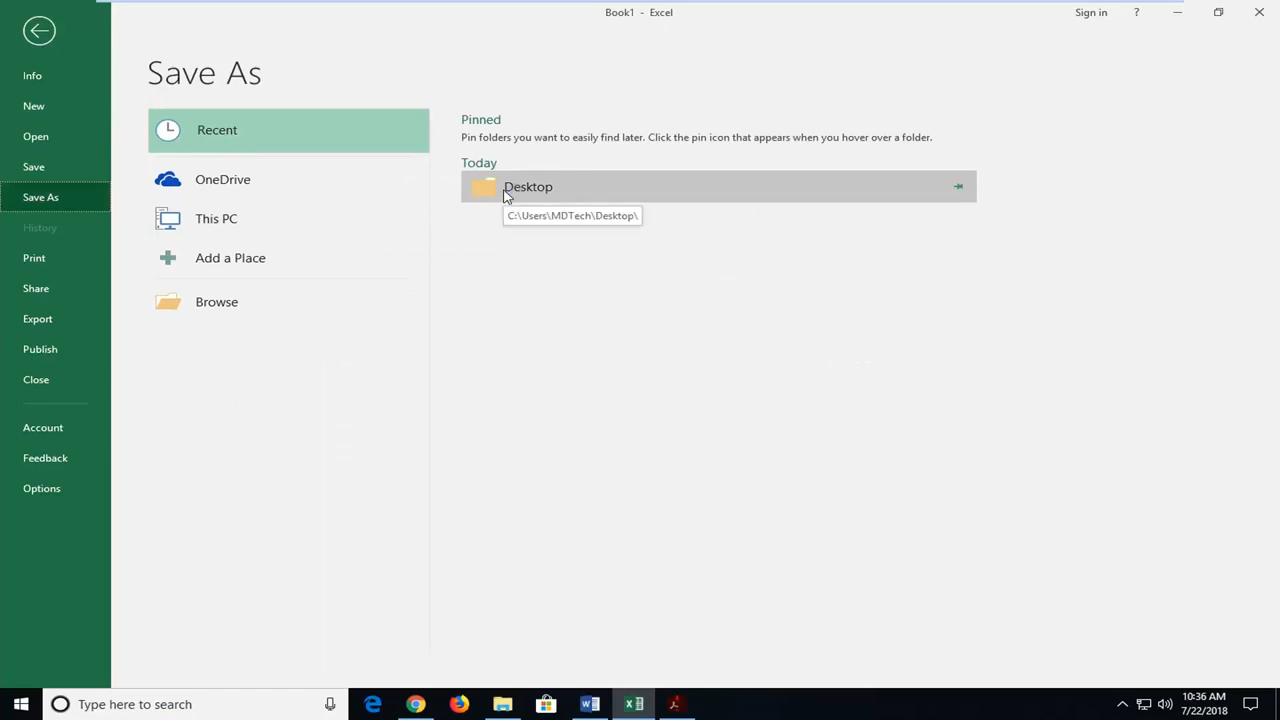 Book1 - Excel
Sign in
?
Info
New
Open
Save
Save As
History
Print
Share
Export
Publish
Close
Account
Feedback
Options
Save As
Recent
OneDrive
This PC
Add a Place
Browse
Pinned
Pin folders you want to easily find later. Click the pin icon that appears when you hover over a folder.
Today
Desktop
C:\Users\MDTech\Desktop\
Type here to search
10:36 AM
7/22/2018